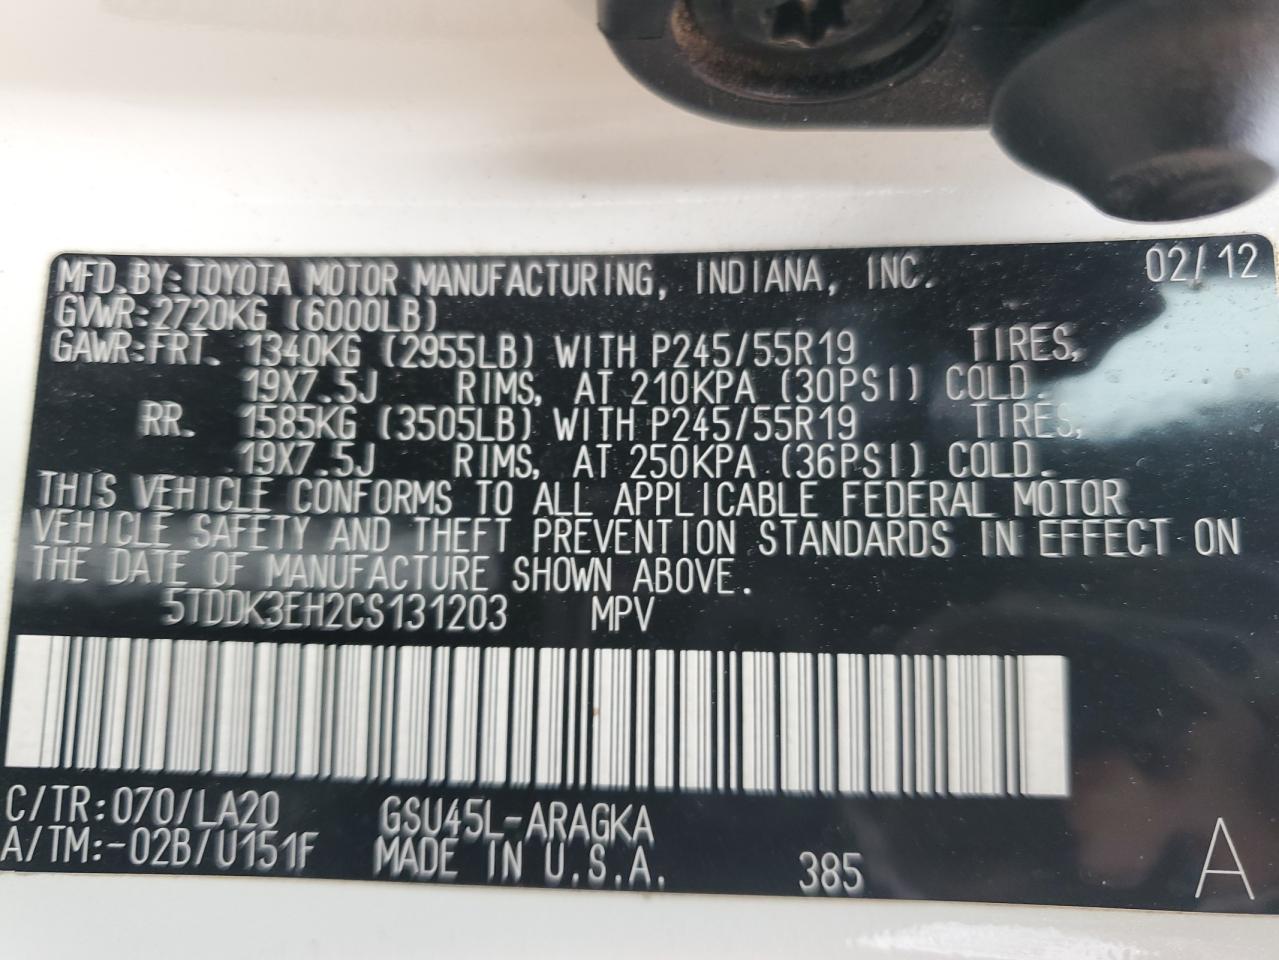 MFD.BY:TOYOTA MOTOR MANUFACTURING, INDIANA, INC. 02/12
GVWR:2720KG (6000LB)
GAWR:FRT. 1340KG (2955LB) WITH P245/55R19 TIRES,
19X7.5J RIMS, AT 210KPA (30PSI) COLD.
RR. 1585KG (3505LB) WITH P245/55R19 TIRES,
19X7.5J RIMS, AT 250KPA (36PSI) COLD.
THIS VEHICLE CONFORMS TO ALL APPLICABLE FEDERAL MOTOR
VEHICLE SAFETY AND THEFT PREVENTION STANDARDS IN EFFECT ON
THE DATE OF MANUFACTURE SHOWN ABOVE.
5TDDK3EH2CS131203 MPV
C/TR:070/LA20 GSU45L-ARAGKA
A/TM:-02B/U151F MADE IN U.S.A. 385 A